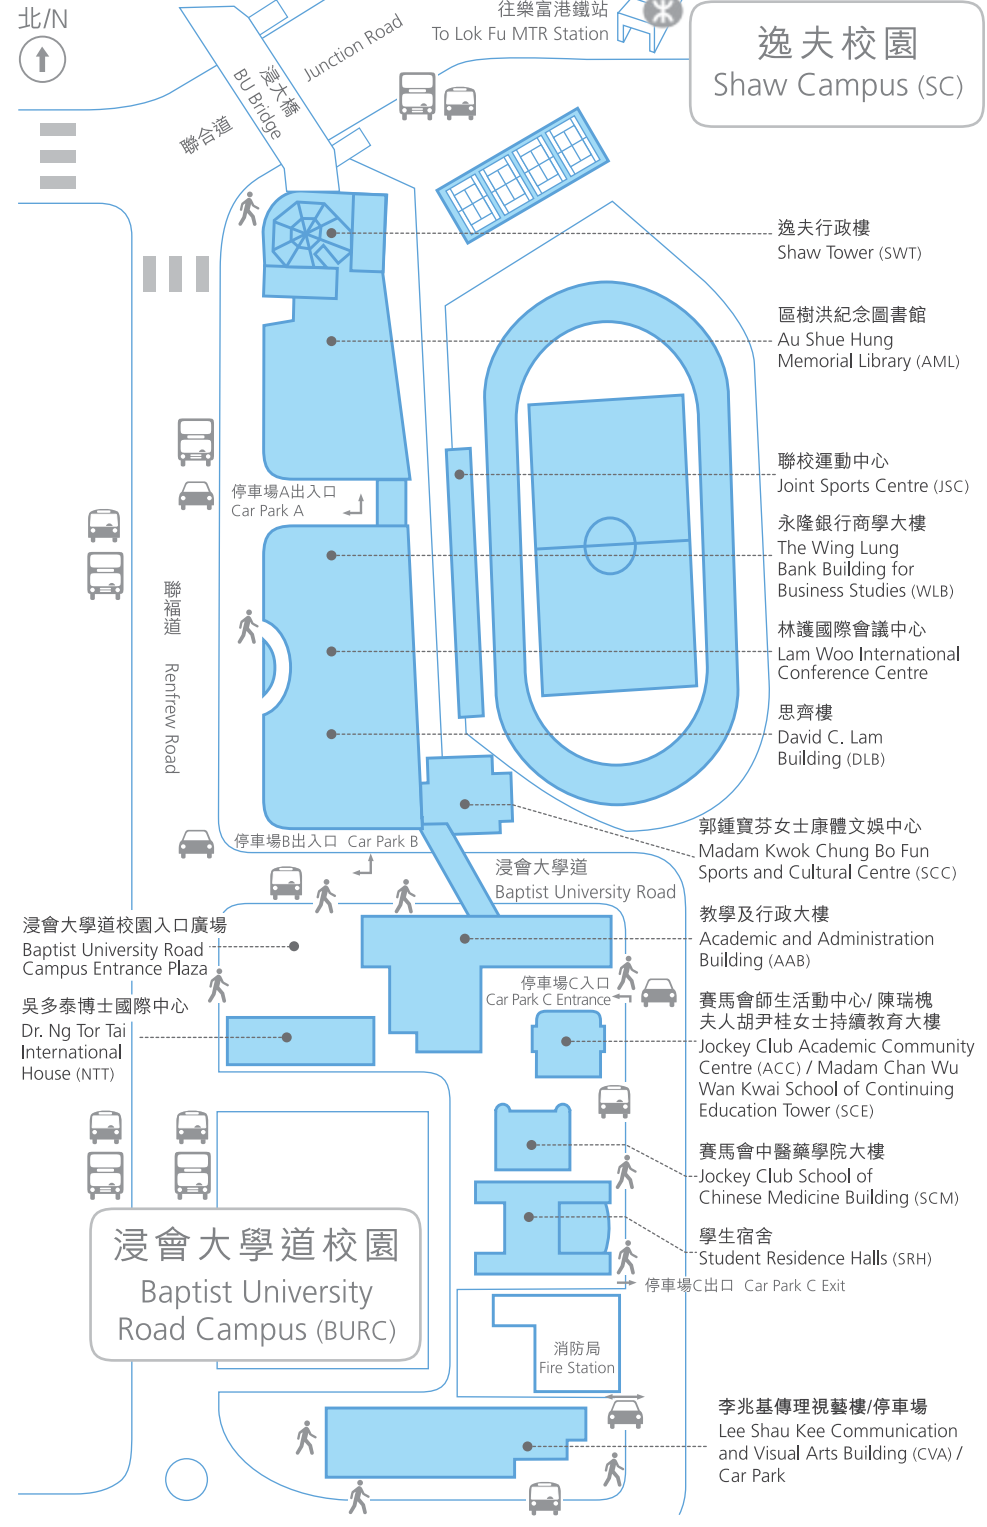 北/N
往樂富港鐵站
To Lok Fu MTR Station
逸夫校園
Shaw Campus (SC)
Junction Road
浸大橋
BU Bridge
聯合道
逸夫行政樓
Shaw Tower (SWT)
區樹洪紀念圖書館
Au Shue Hung
Memorial Library (AML)
聯校運動中心
Joint Sports Centre (JSC)
停車場A出入口
Car Park A
永隆銀行商學大樓
The Wing Lung
Bank Building for
Business Studies (WLB)
聯福道 Renfrew Road
林護國際會議中心
Lam Woo International
Conference Centre
思齊樓
David C. Lam
Building (DLB)
郭鍾寶芬女士康體文娛中心
Madam Kwok Chung Bo Fun
Sports and Cultural Centre (SCC)
停車場B出入口 Car Park B
浸會大學道
Baptist University Road
浸會大學道校園入口廣場
Baptist University Road
Campus Entrance Plaza
教學及行政大樓
Academic and Administration
Building (AAB)
停車場C入口
Car Park C Entrance
吳多泰博士國際中心
Dr. Ng Tor Tai
International
House (NTT)
賽馬會師生活動中心/ 陳瑞槐
夫人胡尹桂女士持續教育大樓
Jockey Club Academic Community
Centre (ACC) / Madam Chan Wu
Wan Kwai School of Continuing
Education Tower (SCE)
賽馬會中醫藥學院大樓
Jockey Club School of
Chinese Medicine Building (SCM)
浸會大學道校園
Baptist University
Road Campus (BURC)
學生宿舍
Student Residence Halls (SRH)
停車場C出口 Car Park C Exit
消防局
Fire Station
李兆基傳理視藝樓/停車場
Lee Shau Kee Communication
and Visual Arts Building (CVA) /
Car Park